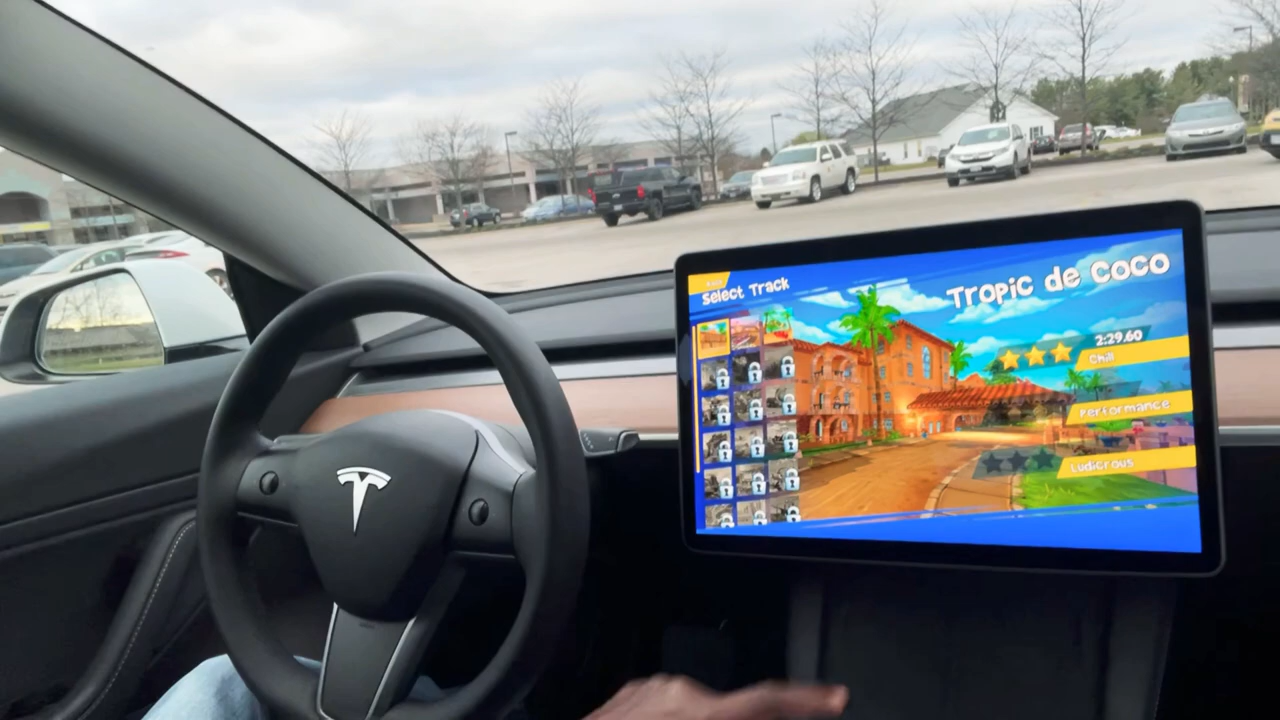 Select Track
Tropic de Coco
2:29.60
Chill
Performance
Ludicrous